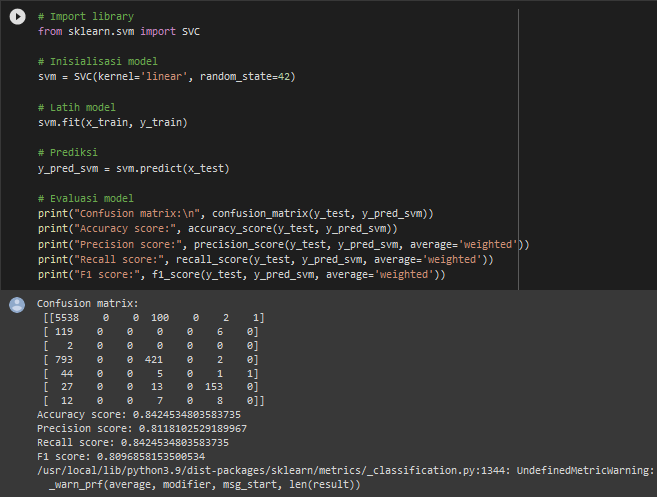 # Import library
from sklearn.svm import SVC
# Inisialisasi model
svm = SVC(kernel='linear', random_state=42)
# Latih model
svm.fit(x_train, y_train)
# Prediksi
y_pred_svm = svm.predict(x_test)
# Evaluasi model
print("Confusion matrix:\n", confusion_matrix(y_test, y_pred_svm))
print("Accuracy score:", accuracy_score(y_test, y_pred_svm))
print("Precision score:", precision_score(y_test, y_pred_svm, average='weighted'))
print("Recall score:", recall_score(y_test, y_pred_svm, average='weighted'))
print("F1 score:", f1_score(y_test, y_pred_svm, average='weighted'))
Confusion matrix:
[[5538 0 0 100 0 2 1]
[ 119 0 0 0 0 6 0]
[ 2 0 0 0 0 0 0]
[ 793 0 0 421 0 2 0]
[ 44 0 0 5 0 1 1]
[ 27 0 0 13 0 153 0]
[ 12 0 0 7 0 8 0]]
Accuracy score: 0.8424534803583735
Precision score: 0.8118102529189967
Recall score: 0.8424534803583735
F1 score: 0.8096858153500534
/usr/local/lib/python3.9/dist-packages/sklearn/metrics/_classification.py:1344: UndefinedMetricWarning:
_warn_prf(average, modifier, msg_start, len(result))